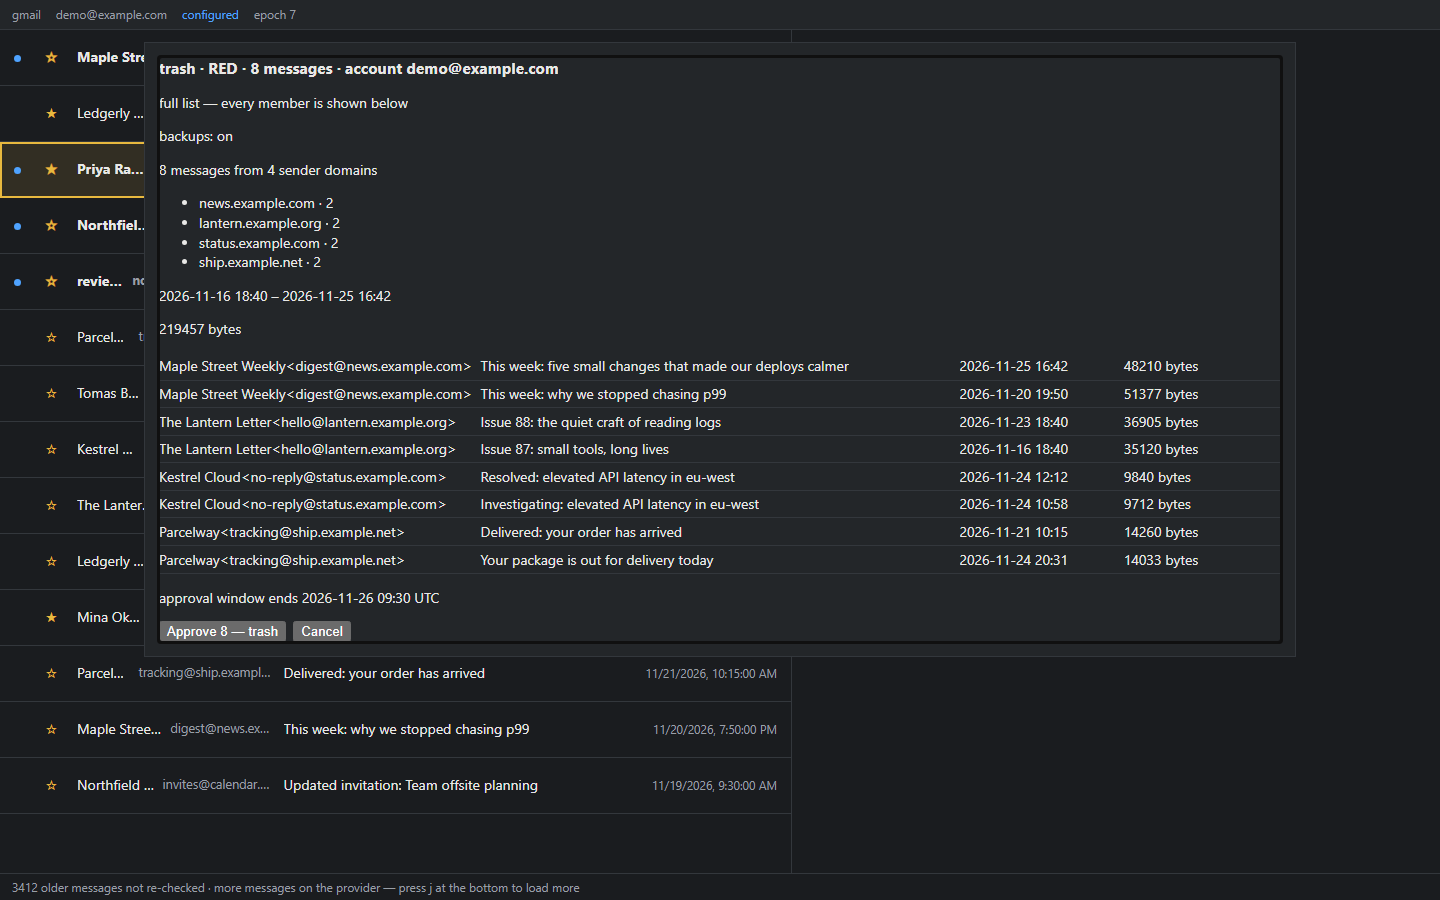 gmail demo@example.com configured epoch 7
Maple Stre
Ledgerly ...
Priya Ra...
Northfiel...
revie... no
Parcel... t
Tomas B...
Kestrel ...
The Lanter.
Ledgerly ...
Mina Ok...
trash · RED · 8 messages · account demo@example.com
full list — every member is shown below
backups: on
8 messages from 4 sender domains
• news.example.com · 2
• lantern.example.org · 2
• status.example.com · 2
• ship.example.net · 2
2026-11-16 18:40 – 2026-11-25 16:42
219457 bytes
Maple Street Weekly<digest@news.example.com> This week: five small changes that made our deploys calmer 2026-11-25 16:42 48210 bytes
Maple Street Weekly<digest@news.example.com> This week: why we stopped chasing p99 2026-11-20 19:50 51377 bytes
The Lantern Letter<hello@lantern.example.org> Issue 88: the quiet craft of reading logs 2026-11-23 18:40 36905 bytes
The Lantern Letter<hello@lantern.example.org> Issue 87: small tools, long lives 2026-11-16 18:40 35120 bytes
Kestrel Cloud<no-reply@status.example.com> Resolved: elevated API latency in eu-west 2026-11-24 12:12 9840 bytes
Kestrel Cloud<no-reply@status.example.com> Investigating: elevated API latency in eu-west 2026-11-24 10:58 9712 bytes
Parcelway<tracking@ship.example.net> Delivered: your order has arrived 2026-11-21 10:15 14260 bytes
Parcelway<tracking@ship.example.net> Your package is out for delivery today 2026-11-24 20:31 14033 bytes
approval window ends 2026-11-26 09:30 UTC
Approve 8 — trash Cancel
Parcel... tracking@ship.exampl... Delivered: your order has arrived 11/21/2026, 10:15:00 AM
Maple Stree... digest@news.ex... This week: why we stopped chasing p99 11/20/2026, 7:50:00 PM
Northfield ... invites@calendar.... Updated invitation: Team offsite planning 11/19/2026, 9:30:00 AM
3412 older messages not re-checked · more messages on the provider — press j at the bottom to load more